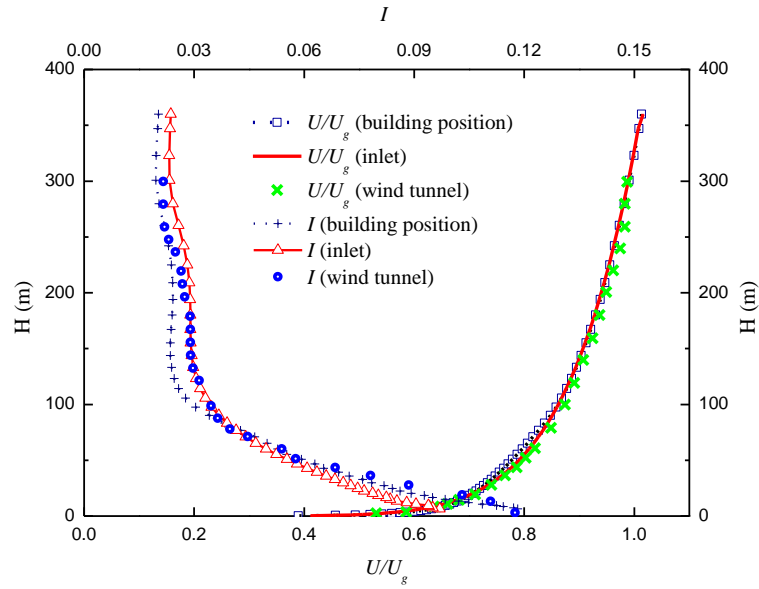 I
0.00 0.03 0.06 0.09 0.12 0.15
400 400
U/Ug (building position)
U/Ug (inlet)
300 300
U/Ug (wind tunnel)
I (building position)
I (inlet)
I (wind tunnel)
H (m) H (m)
200 200
100 100
0 0
0.0 0.2 0.4 0.6 0.8 1.0
U/Ug